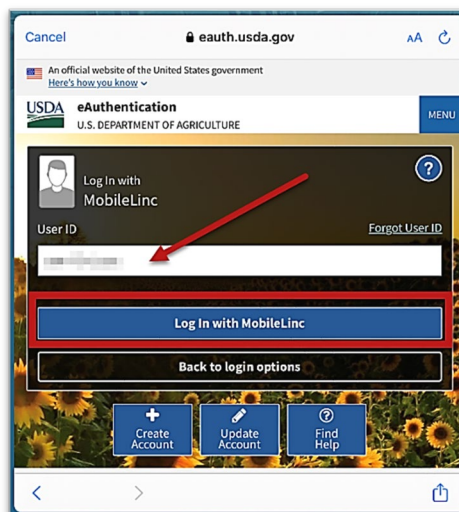 Cancel
eauth.usda.gov
AA
An official website of the United States government
Here's how you know
USDA
eAuthentication
U.S. DEPARTMENT OF AGRICULTURE
MENU
Log In with
MobileLinc
?
User ID
Forgot User ID
Log In with MobileLinc
Back to login options
Create
Account
Update
Account
?
Find
Help